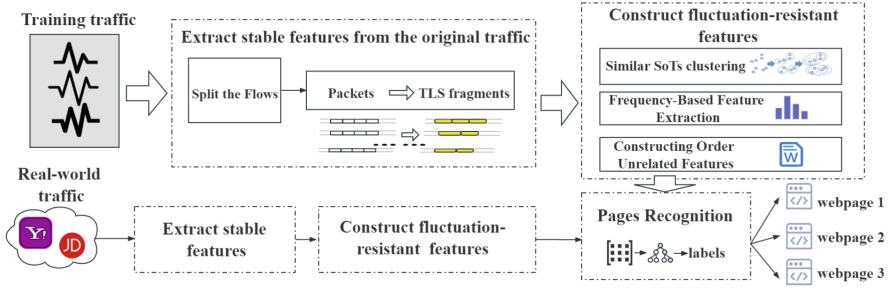 Training traffic
Extract stable features from the original traffic
Split the Flows
Packets
TLS fragments
Construct fluctuation-resistant
features
Similar SoTs clustering
Frequency-Based Feature
Extraction
Constructing Order
Unrelated Features
W
Real-world
traffic
Y!
JD
Extract stable
features
Construct fluctuation-
resistant features
Pages Recognition
labels
webpage 1
webpage 2
webpage 3